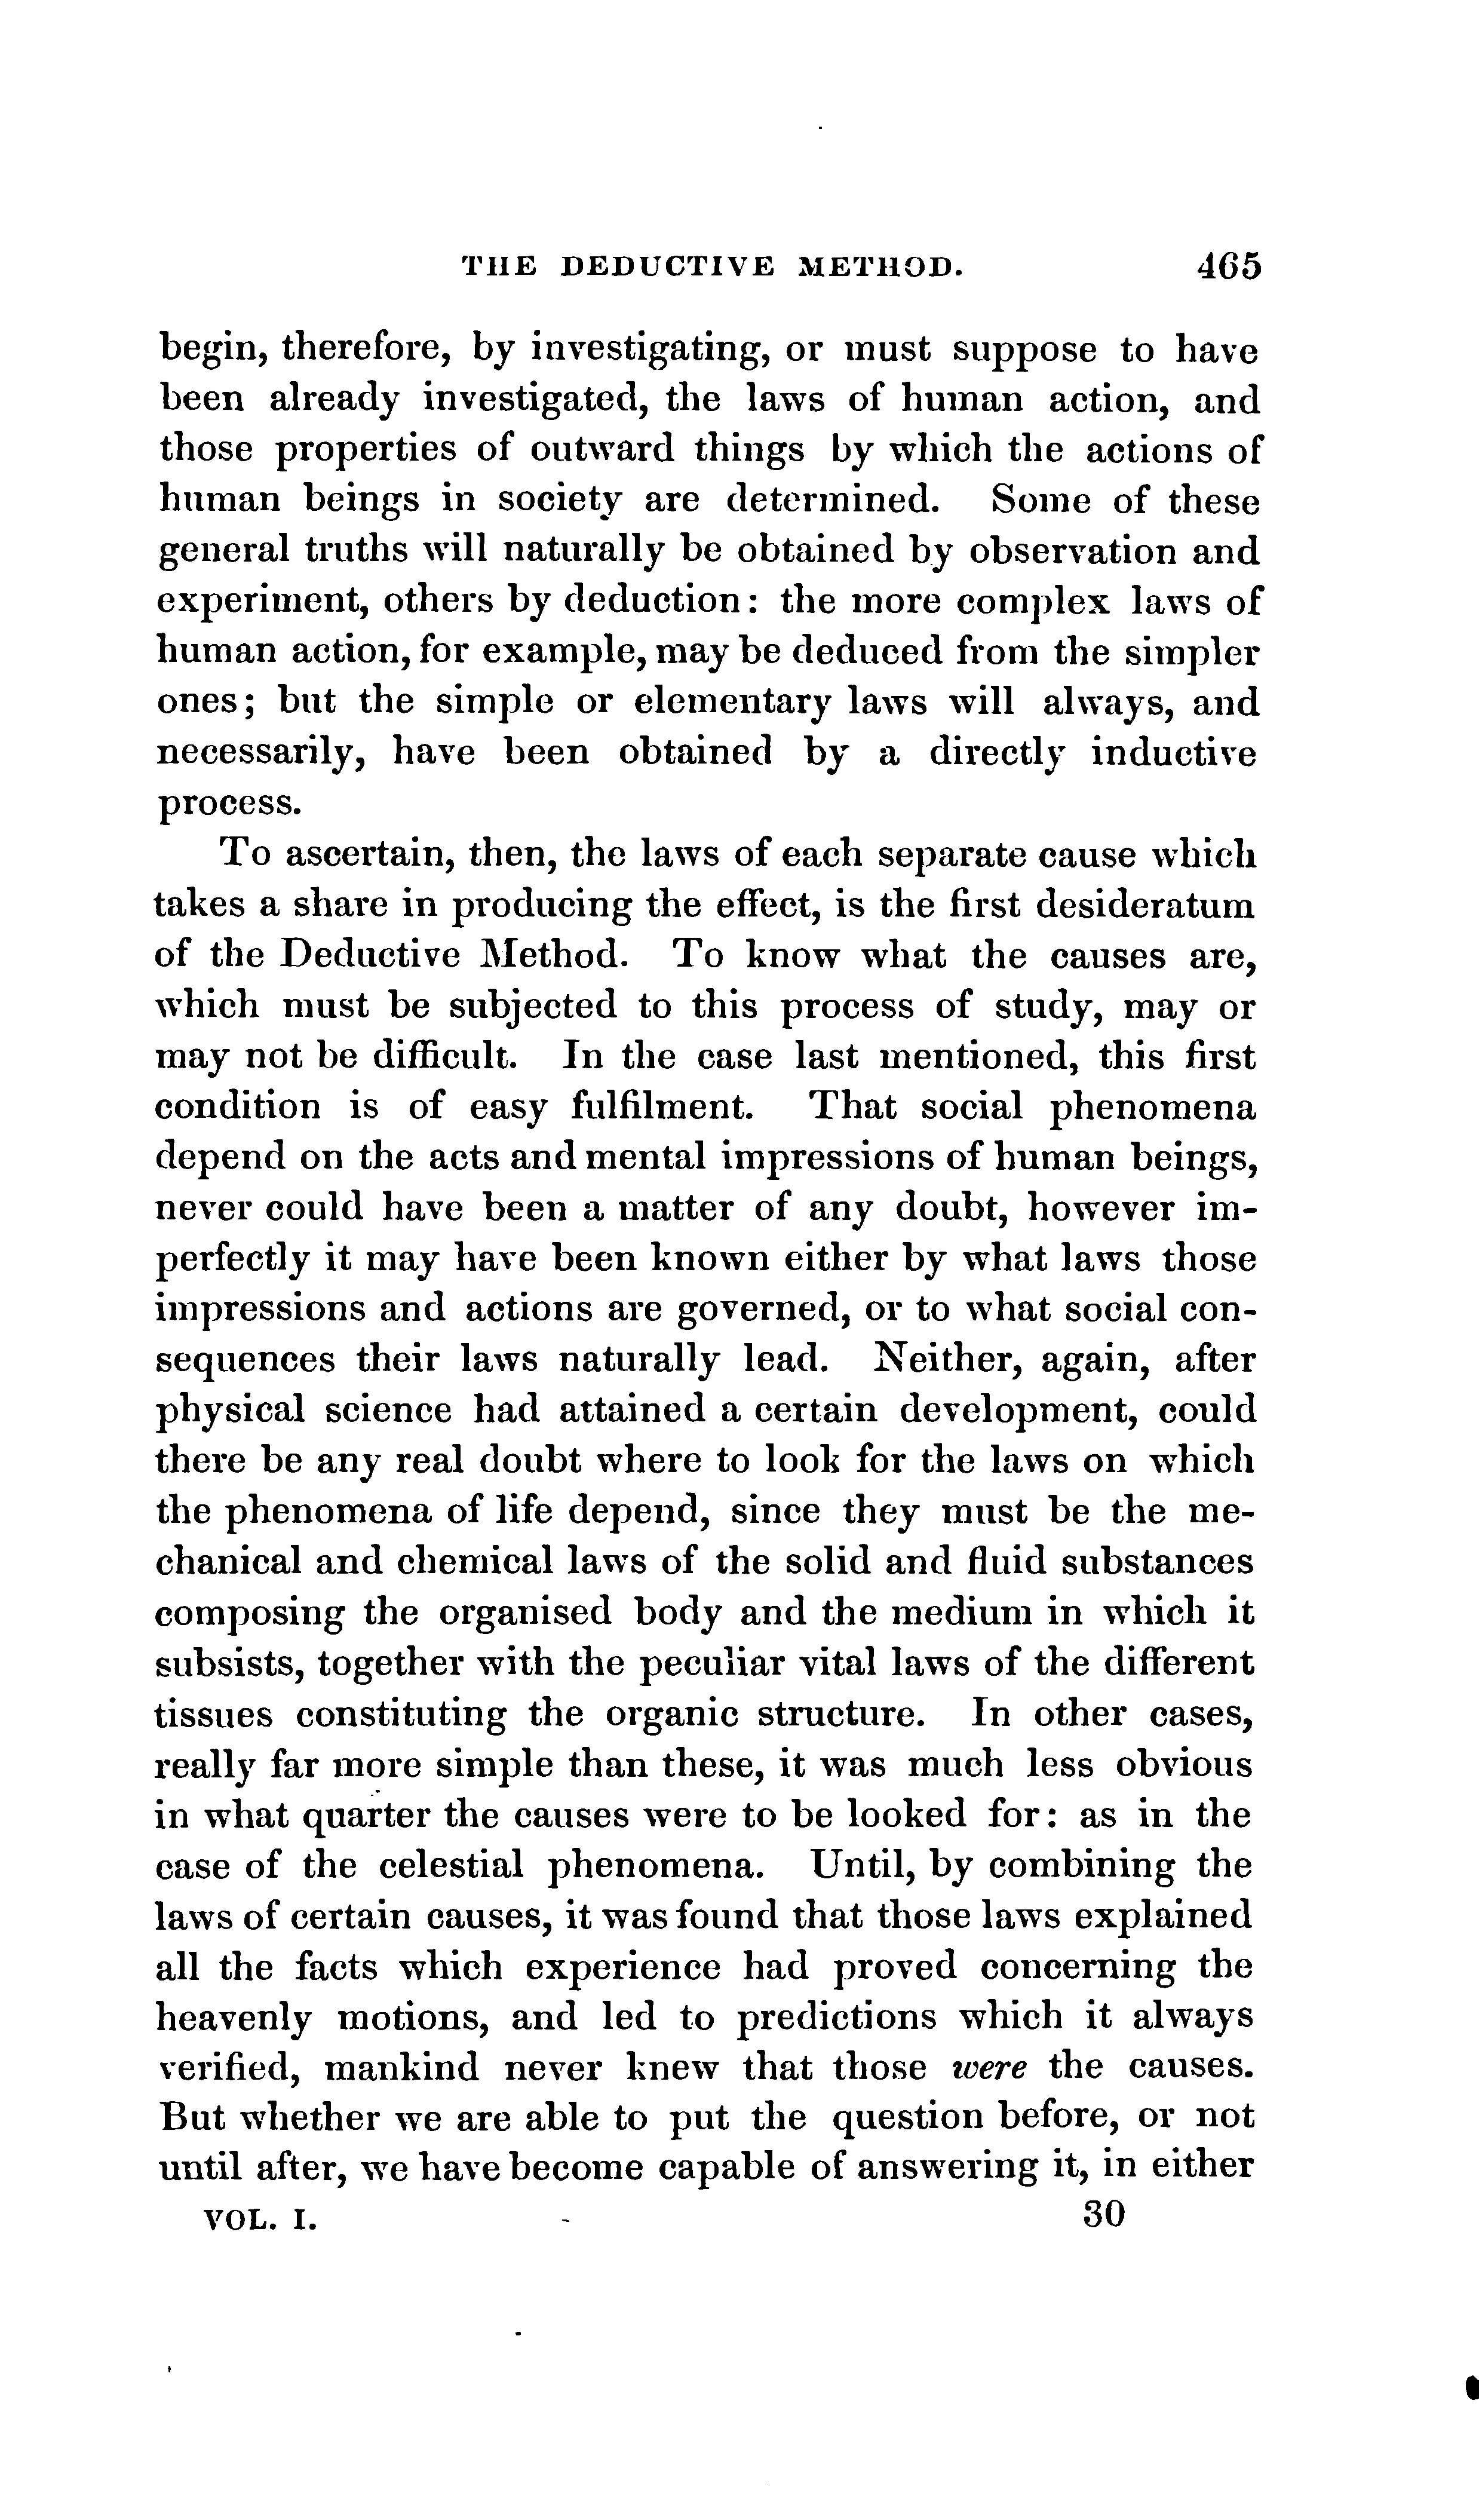 THE DEDUCTIVE METHOD. 465
begin, therefore, by investigating, or must suppose to have
been already investigated, the laws of human action, and
those properties of outward things by which the actions of
human beings in society are determined. Some of these
general truths will naturally be obtained by observation and
experiment, others by deduction: the more complex laws of
human action, for example, may be deduced from the simpler
ones; but the simple or elementary laws will always, and
necessarily, have been obtained by a directly inductive
process.
To ascertain, then, the laws of each separate cause which
takes a share in producing the effect, is the first desideratum
of the Deductive Method. To know what the causes are,
which must be subjected to this process of study, may or
may not be difficult. In the case last mentioned, this first
condition is of easy fulfilment. That social phenomena
depend on the acts and mental impressions of human beings,
never could have been a matter of any doubt, however im-
perfectly it may have been known either by what laws those
impressions and actions are governed, or to what social con-
sequences their laws naturally lead. Neither, again, after
physical science had attained a certain development, could
there be any real doubt where to look for the laws on which
the phenomena of life depend, since they must be the me-
chanical and chemical laws of the solid and fluid substances
composing the organised body and the medium in which it
subsists, together with the peculiar vital laws of the different
tissues constituting the organic structure. In other cases,
really far more simple than these, it was much less obvious
in what quarter the causes were to be looked for: as in the
case of the celestial phenomena. Until, by combining the
laws of certain causes, it was found that those laws explained
all the facts which experience had proved concerning the
heavenly motions, and led to predictions which it always
verified, mankind never knew that those were the causes.
But whether we are able to put the question before, or not
until after, we have become capable of answering it, in either
VOL. I. 30